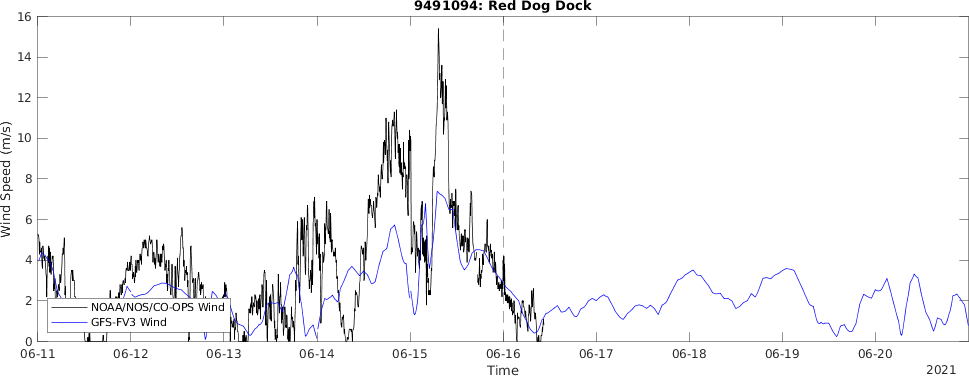 9491094: Red Dog Dock
16
14
12
10
8
6
4
2
0
Wind Speed (m/s)
NOAA/NOS/CO-OPS Wind
GFS-FV3 Wind
06-11 06-12 06-13 06-14 06-15 06-16 06-17 06-18 06-19 06-20
Time
2021